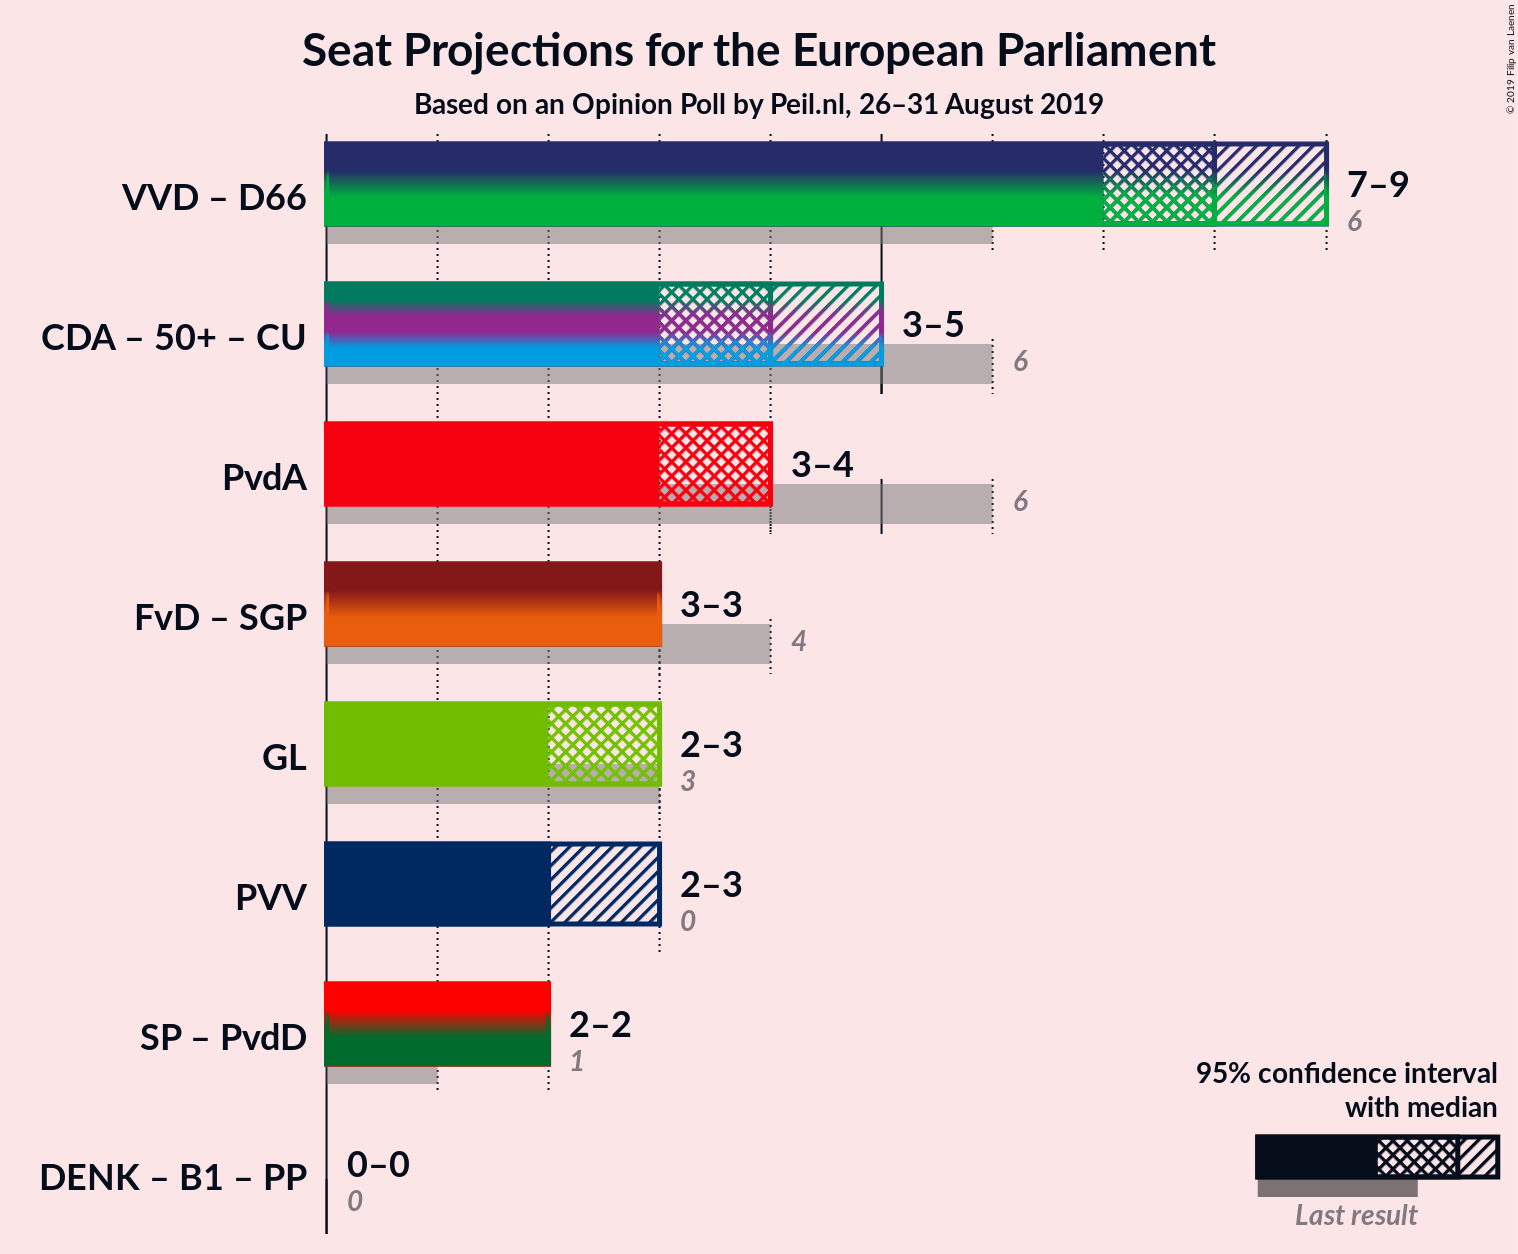 Seat Projections for the European Parliament
Based on an Opinion Poll by Peil.nl, 26–31 August 2019
© 2019 Filip van Laenen
VVD – D66
7–9
6
CDA – 50+ – CU
3–5
6
PvdA
3–4
6
FvD – SGP
3–3
4
GL
2–3
3
PVV
2–3
0
SP – PvdD
2–2
1
DENK – B1 – PP
0–0
0
95% confidence interval
with median
Last result